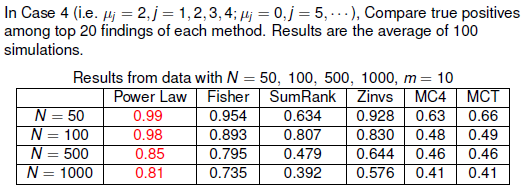 In Case 4 (i.e. μj = 2, j = 1, 2, 3, 4; μj = 0, j = 5, ···), Compare true positives
among top 20 findings of each method. Results are the average of 100
simulations.
Results from data with N = 50, 100, 500, 1000, m = 10
Power Law Fisher SumRank Zinvs MC4 MCT
N = 50 0.99 0.954 0.634 0.928 0.63 0.66
N = 100 0.98 0.893 0.807 0.830 0.48 0.49
N = 500 0.85 0.795 0.479 0.644 0.46 0.46
N = 1000 0.81 0.735 0.392 0.576 0.41 0.41